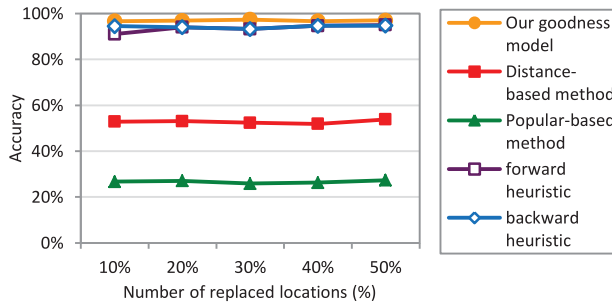 100%
80%
60%
40%
20%
0%
Accuracy
10% 20% 30% 40% 50%
Number of replaced locations (%)
Our goodness
model
Distance-
based method
Popular-based
method
forward
heuristic
backward
heuristic